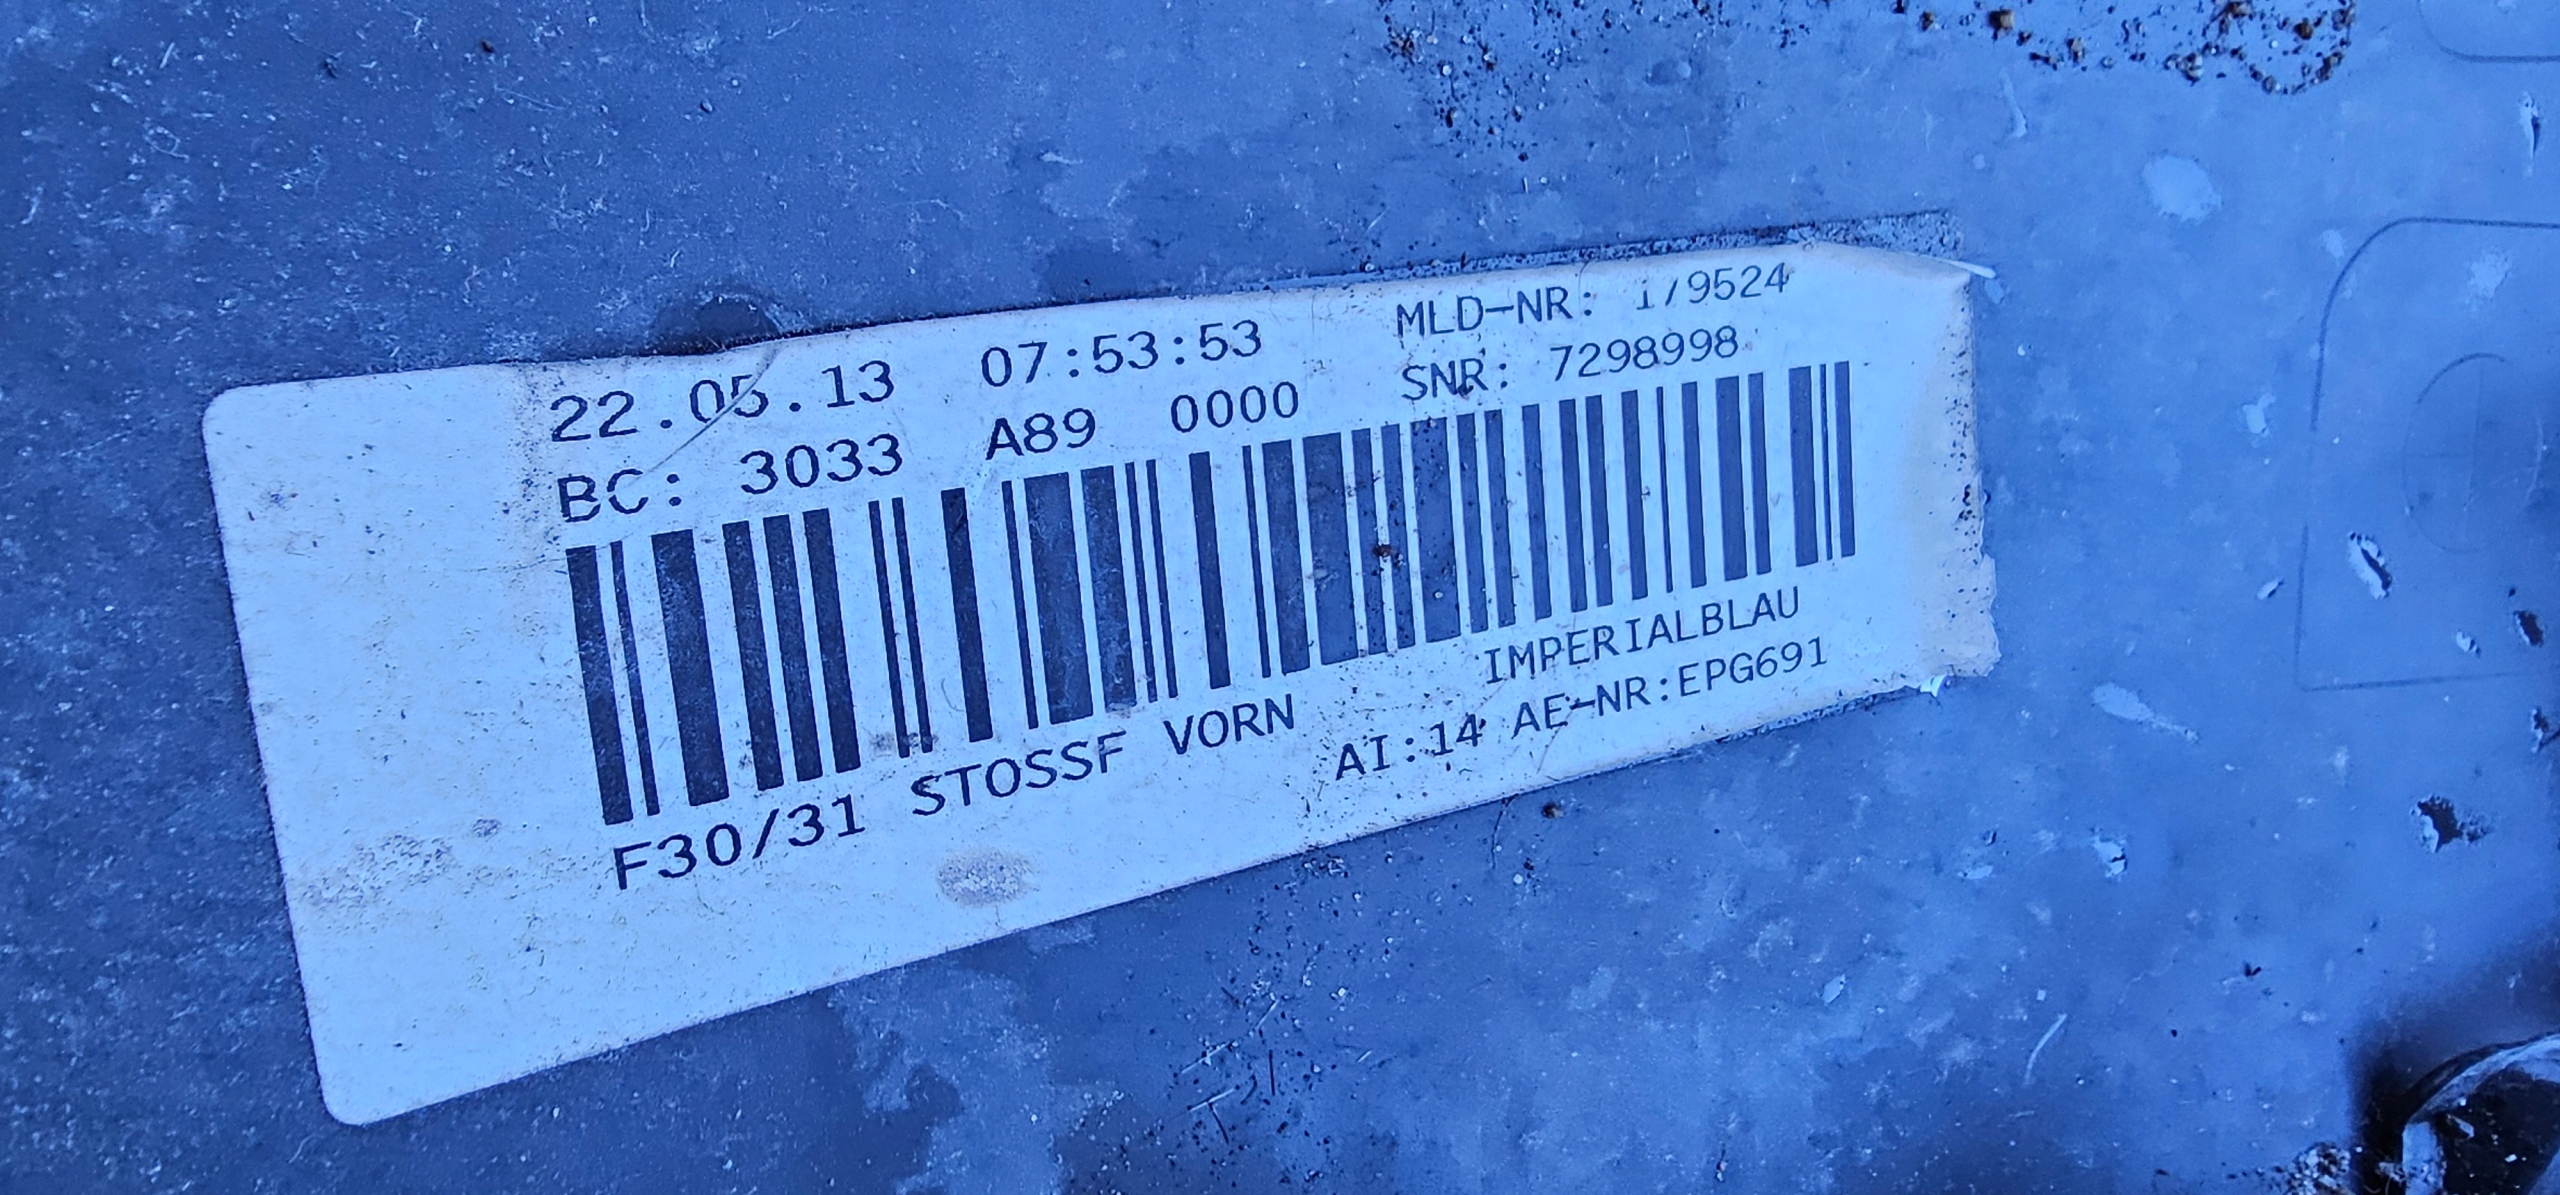 22.05.13 07:53:53 MLD-NR: 179524
BC: 3033 A89 0000 SNR: 7298998
F30/31 STOSSF VORN IMPERIALBLAU
AI:14 AE-NR:EPG691